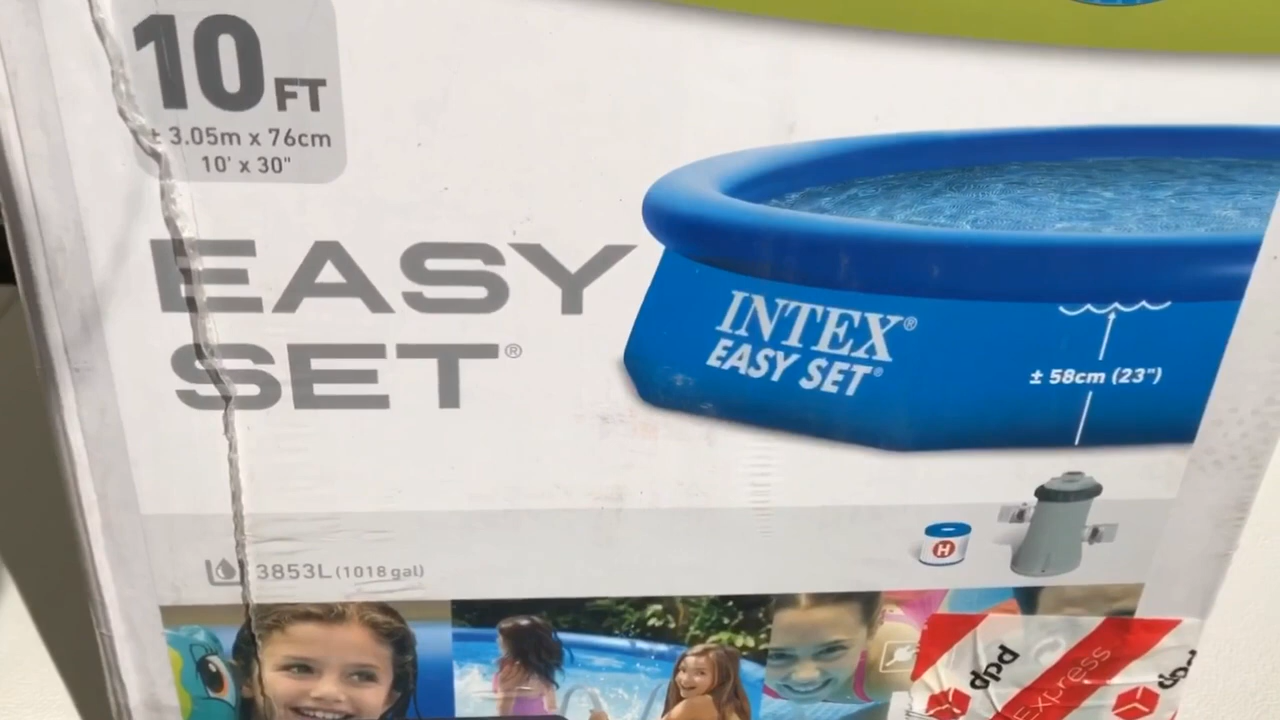 10 FT
± 3.05m x 76cm
10' x 30"
EASY
SET®
INTEX®
EASY SET®
± 58cm (23")
H
3853L (1018 gal)
dpd
Express
dpd